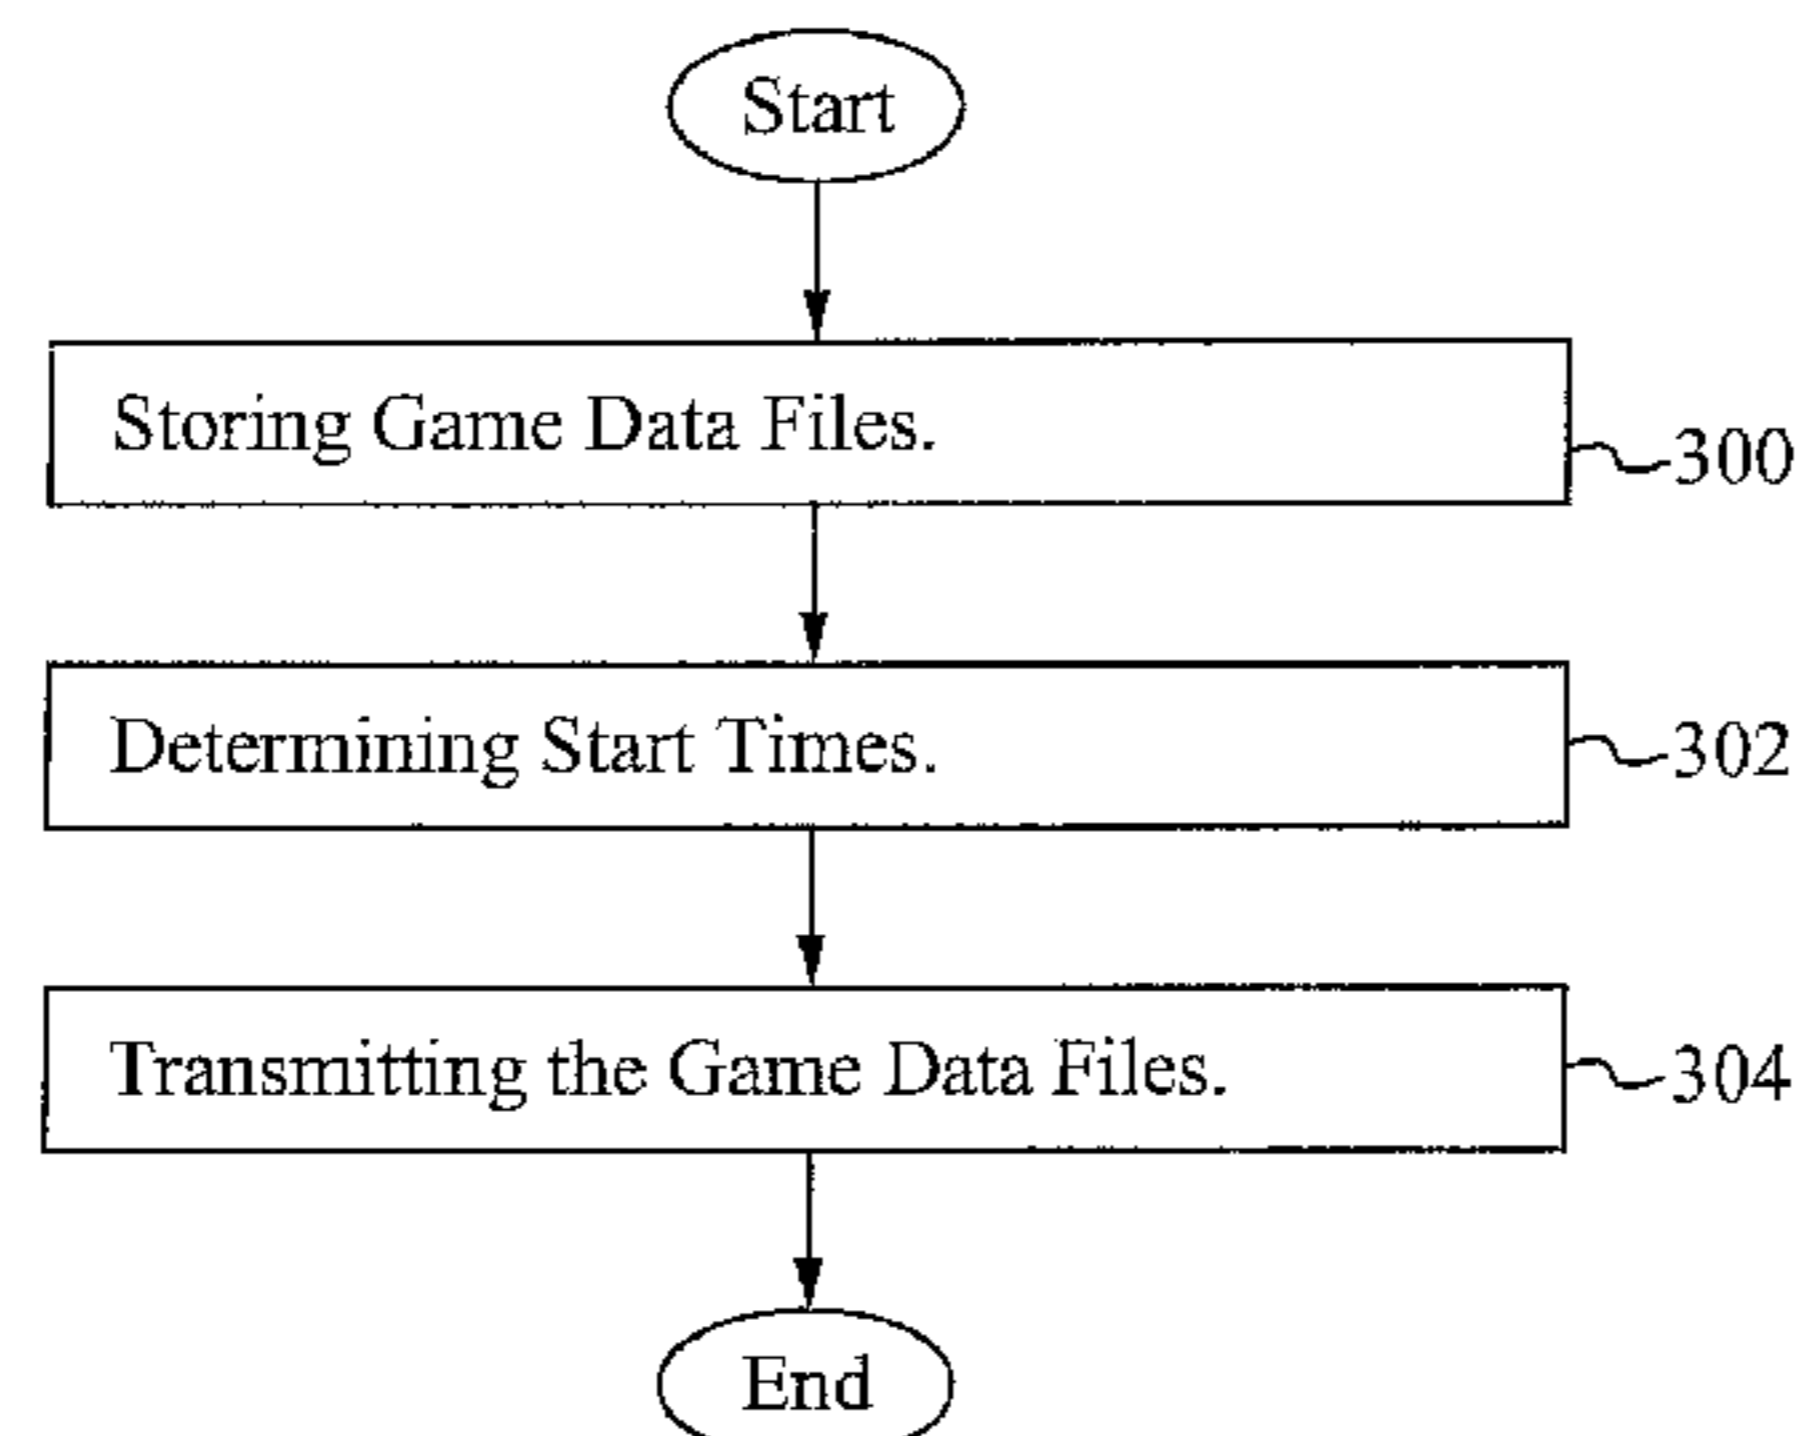 Start
Storing Game Data Files.
300
Determining Start Times.
302
Transmitting the Game Data Files.
304
End